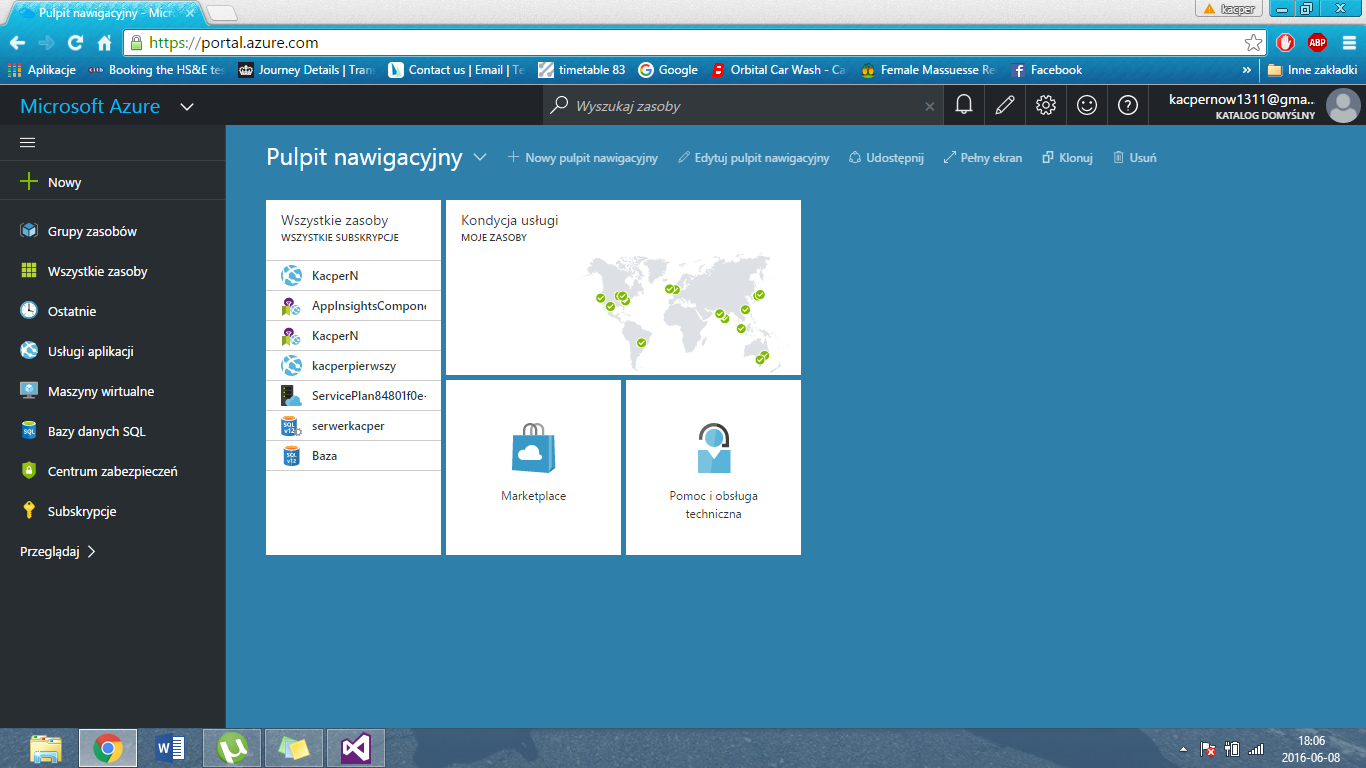 Pulpit nawigacyjny - Micr
kacper
https://portal.azure.com
ABP
Aplikacje
Booking the HS&E te
Journey Details | Tran
Contact us | Email | Te
timetable 83
Google
Orbital Car Wash - Ca
Female Massuesse Re
Facebook
»
Inne zakładki
Microsoft Azure
Wyszukaj zasoby
kacpernow1311@gma...
KATALOG DOMYŚLNY
Pulpit nawigacyjny
Nowy pulpit nawigacyjny
Edytuj pulpit nawigacyjny
Udostępnij
Pełny ekran
Klonuj
Usuń
Nowy
Grupy zasobów
Wszystkie zasoby
Ostatnie
Usługi aplikacji
Maszyny wirtualne
Bazy danych SQL
Centrum zabezpieczeń
Subskrypcje
Przeglądaj
Wszystkie zasoby
WSZYSTKIE SUBSKRYPCJE
KacperN
AppInsightsCompone
KacperN
kacperpierwszy
ServicePlan84801f0e-
serwerkacper
Baza
Kondycja usługi
MOJE ZASOBY
Marketplace
Pomoc i obsługa
techniczna
18:06
2016-06-08